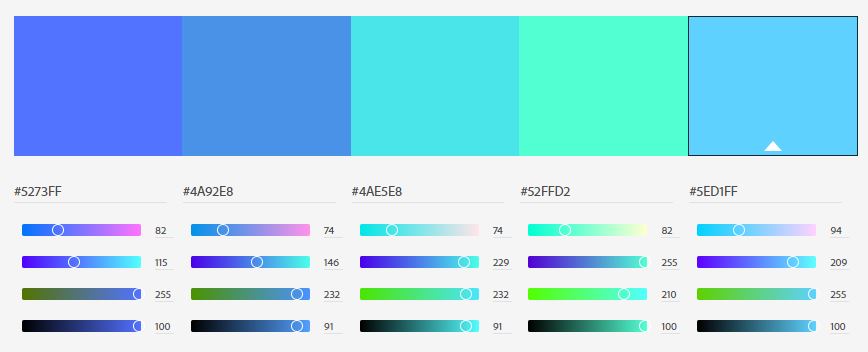 #5273FF #4A92E8 #4AE5E8 #52FFD2 #5ED1FF
82 74 74 82 94
115 146 229 255 209
255 232 232 210 255
100 91 91 100 100